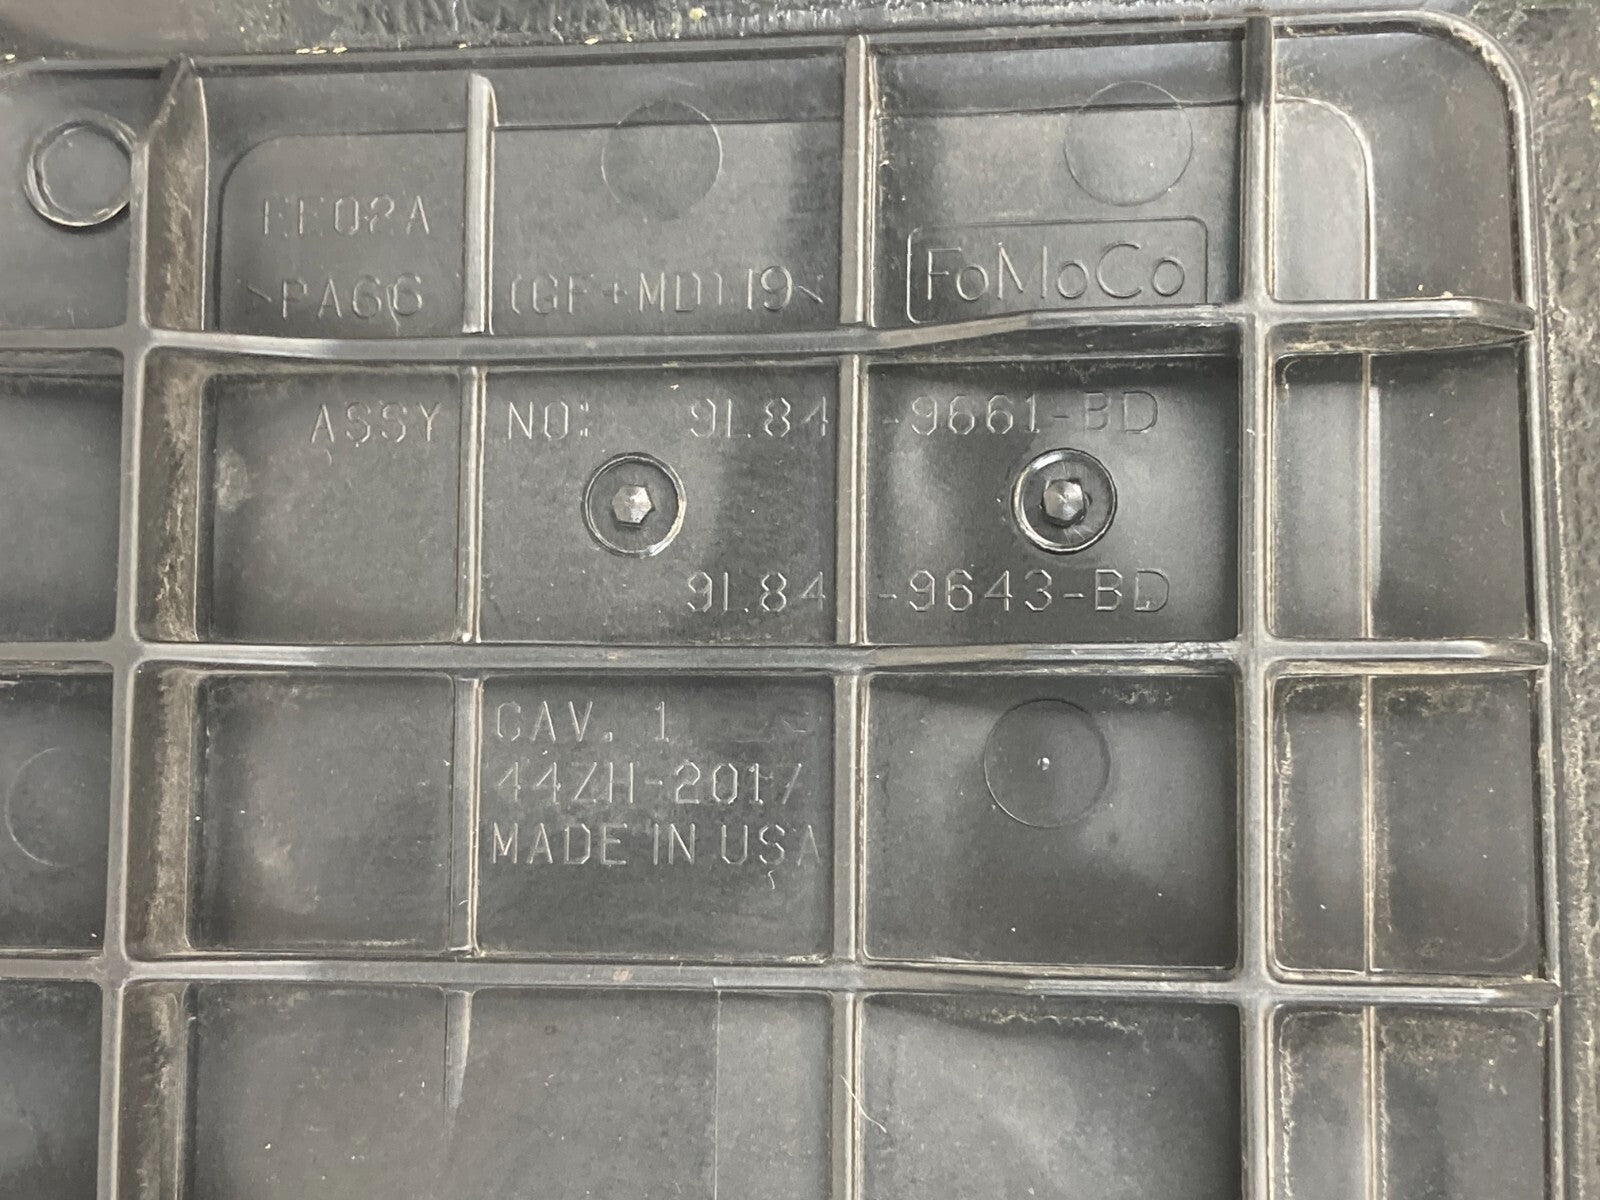 EE02A
>PA66 (GF+MD)19<
FoMoCo
ASSY NO: 9L84-9661-BD
9L84-9643-BD
CAV. 1
44ZH-2017
MADE IN USA